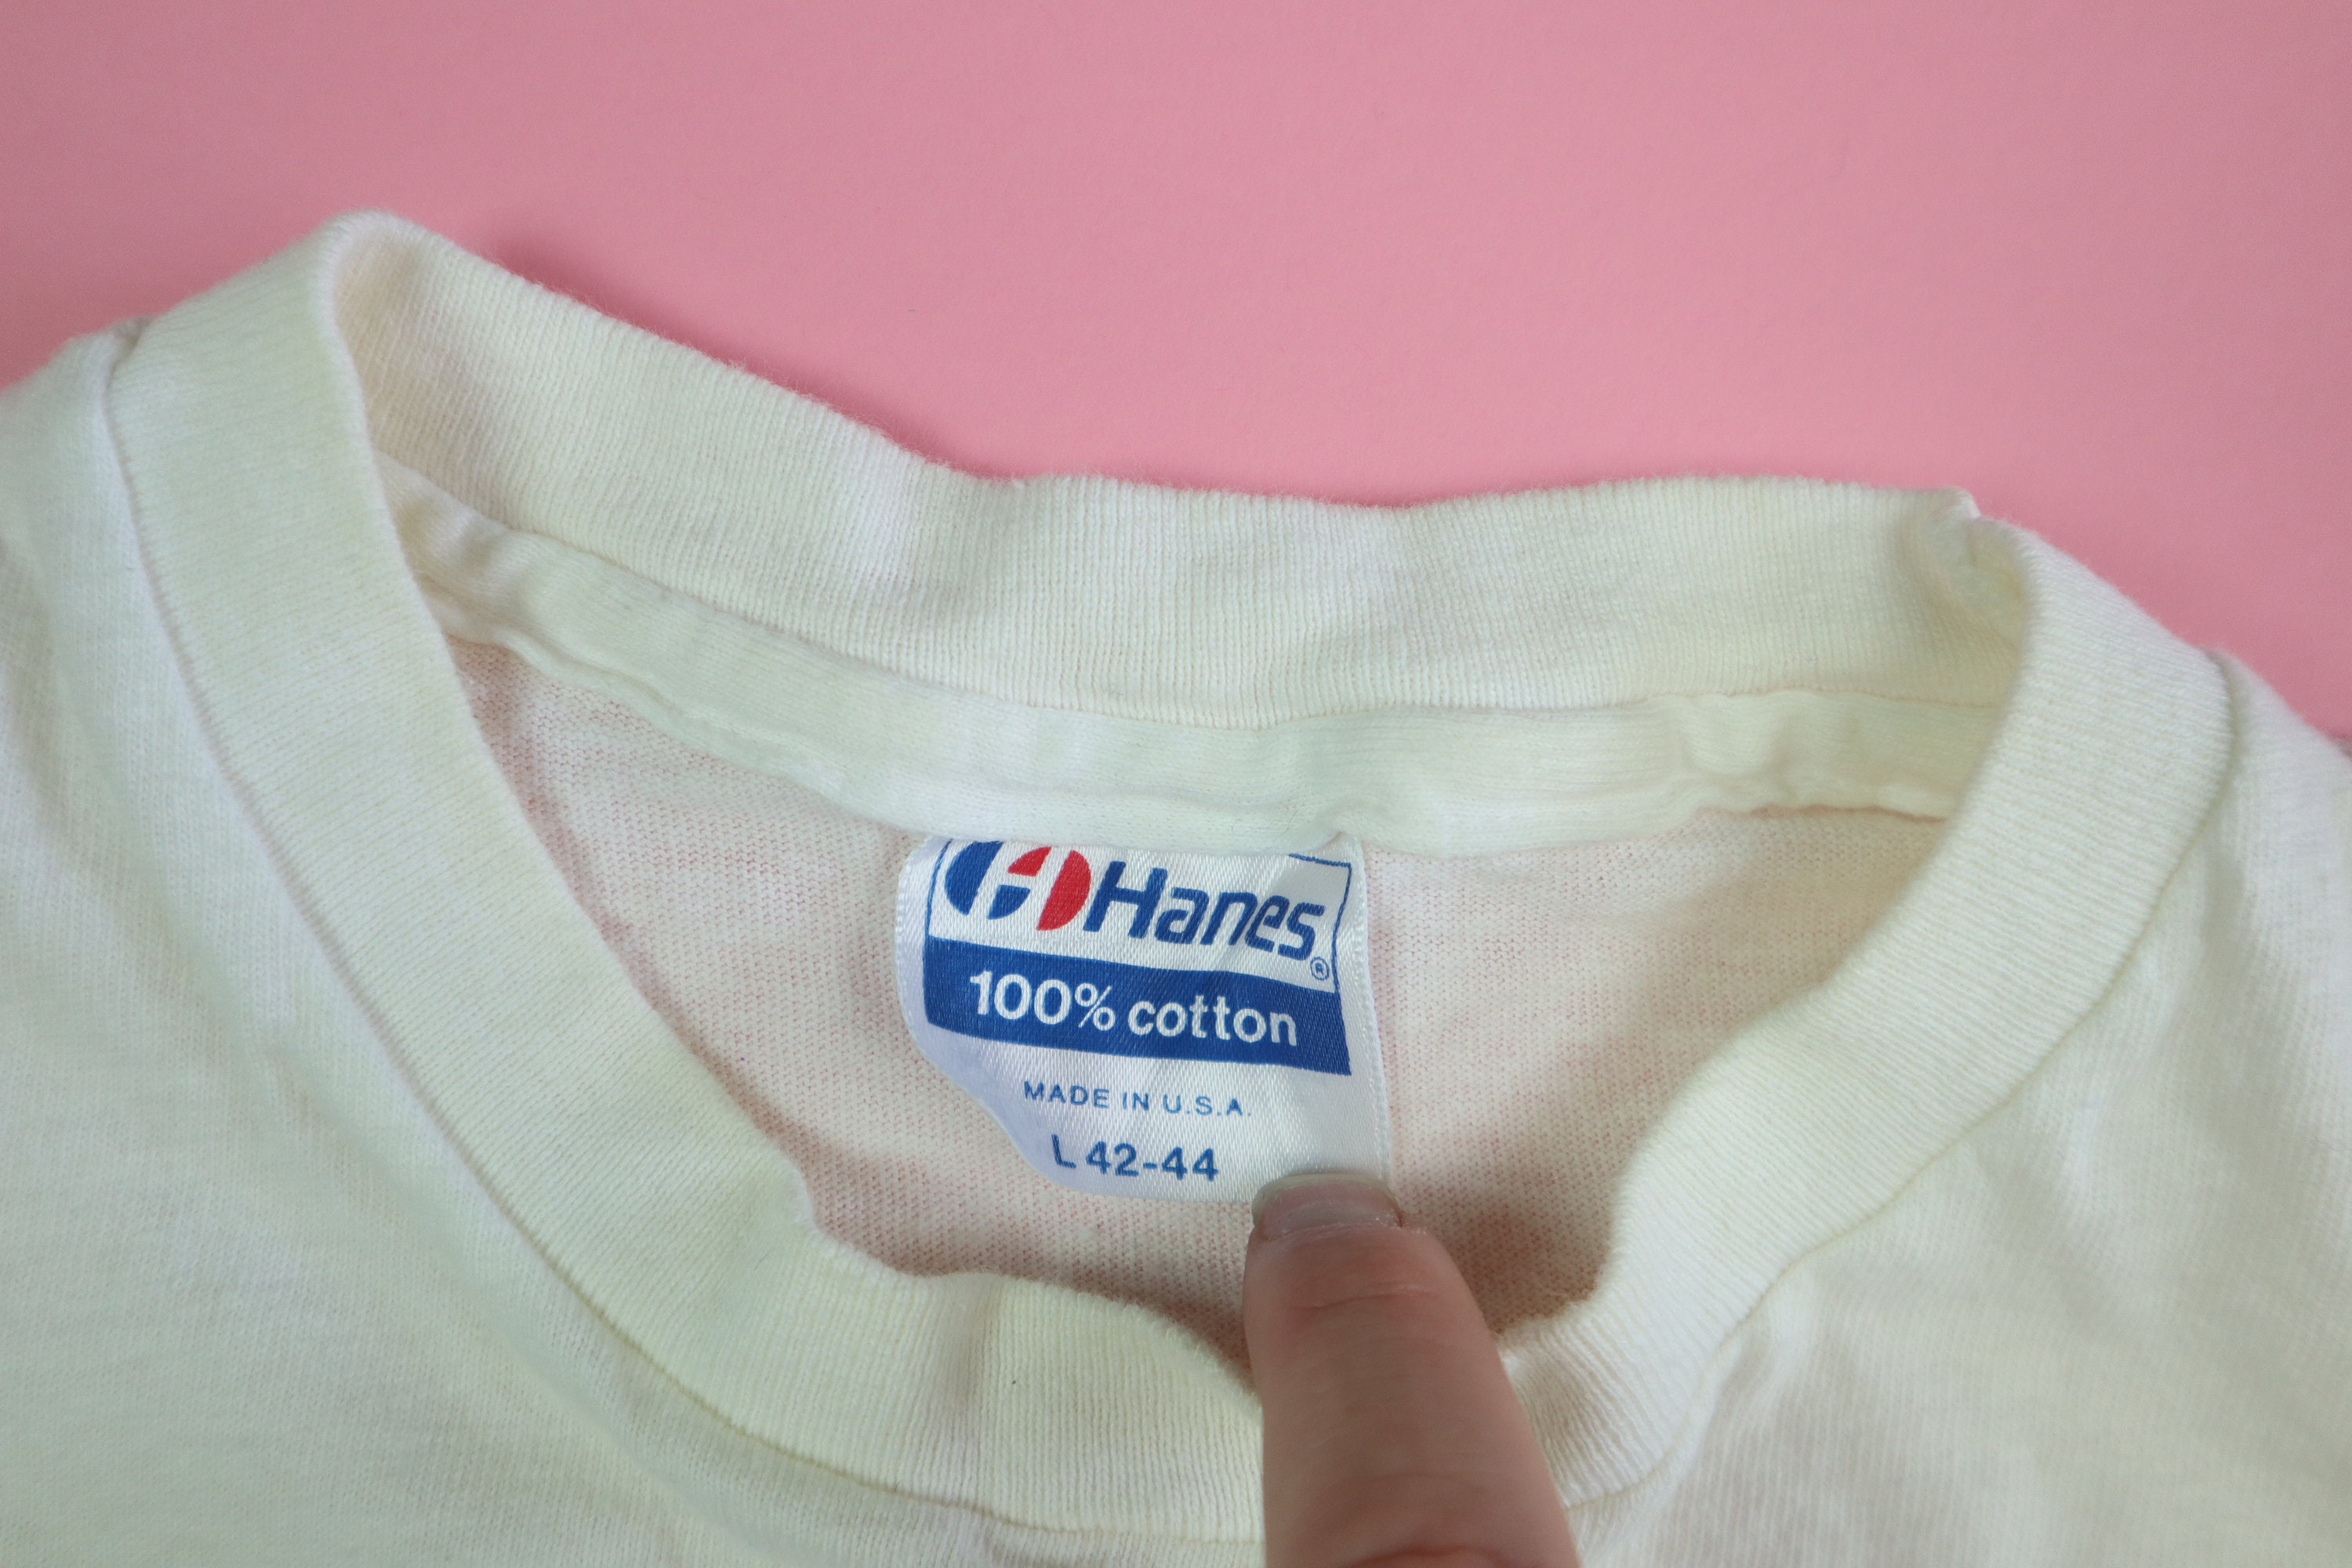 Hanes®
100% cotton
MADE IN U.S.A.
L 42-44